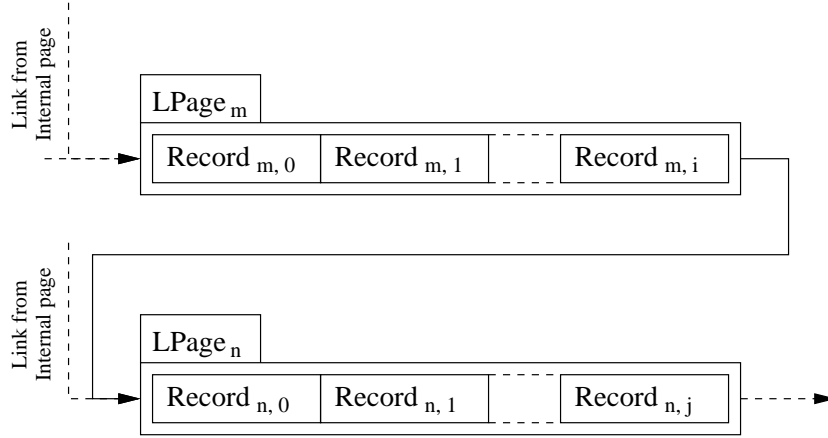 Link from
Internal page
LPage m
Record m, 0 Record m, 1 Record m, i
Link from
Internal page
LPage n
Record n, 0 Record n, 1 Record n, j